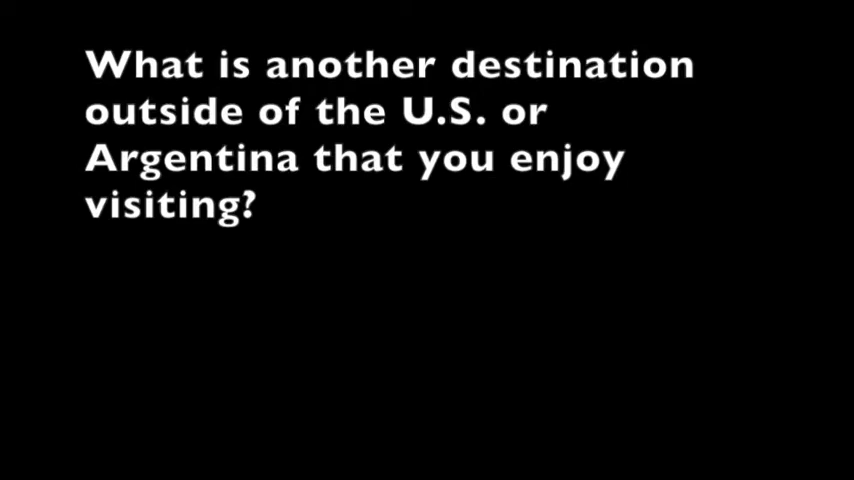 What is another destination
outside of the U.S. or
Argentina that you enjoy
visiting?